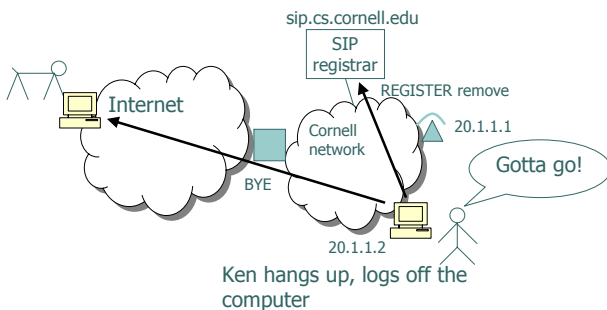 sip.cs.cornell.edu
SIP
registrar
REGISTER remove
Internet
Cornell
network
20.1.1.1
Gotta go!
BYE
20.1.1.2
Ken hangs up, logs off the
computer